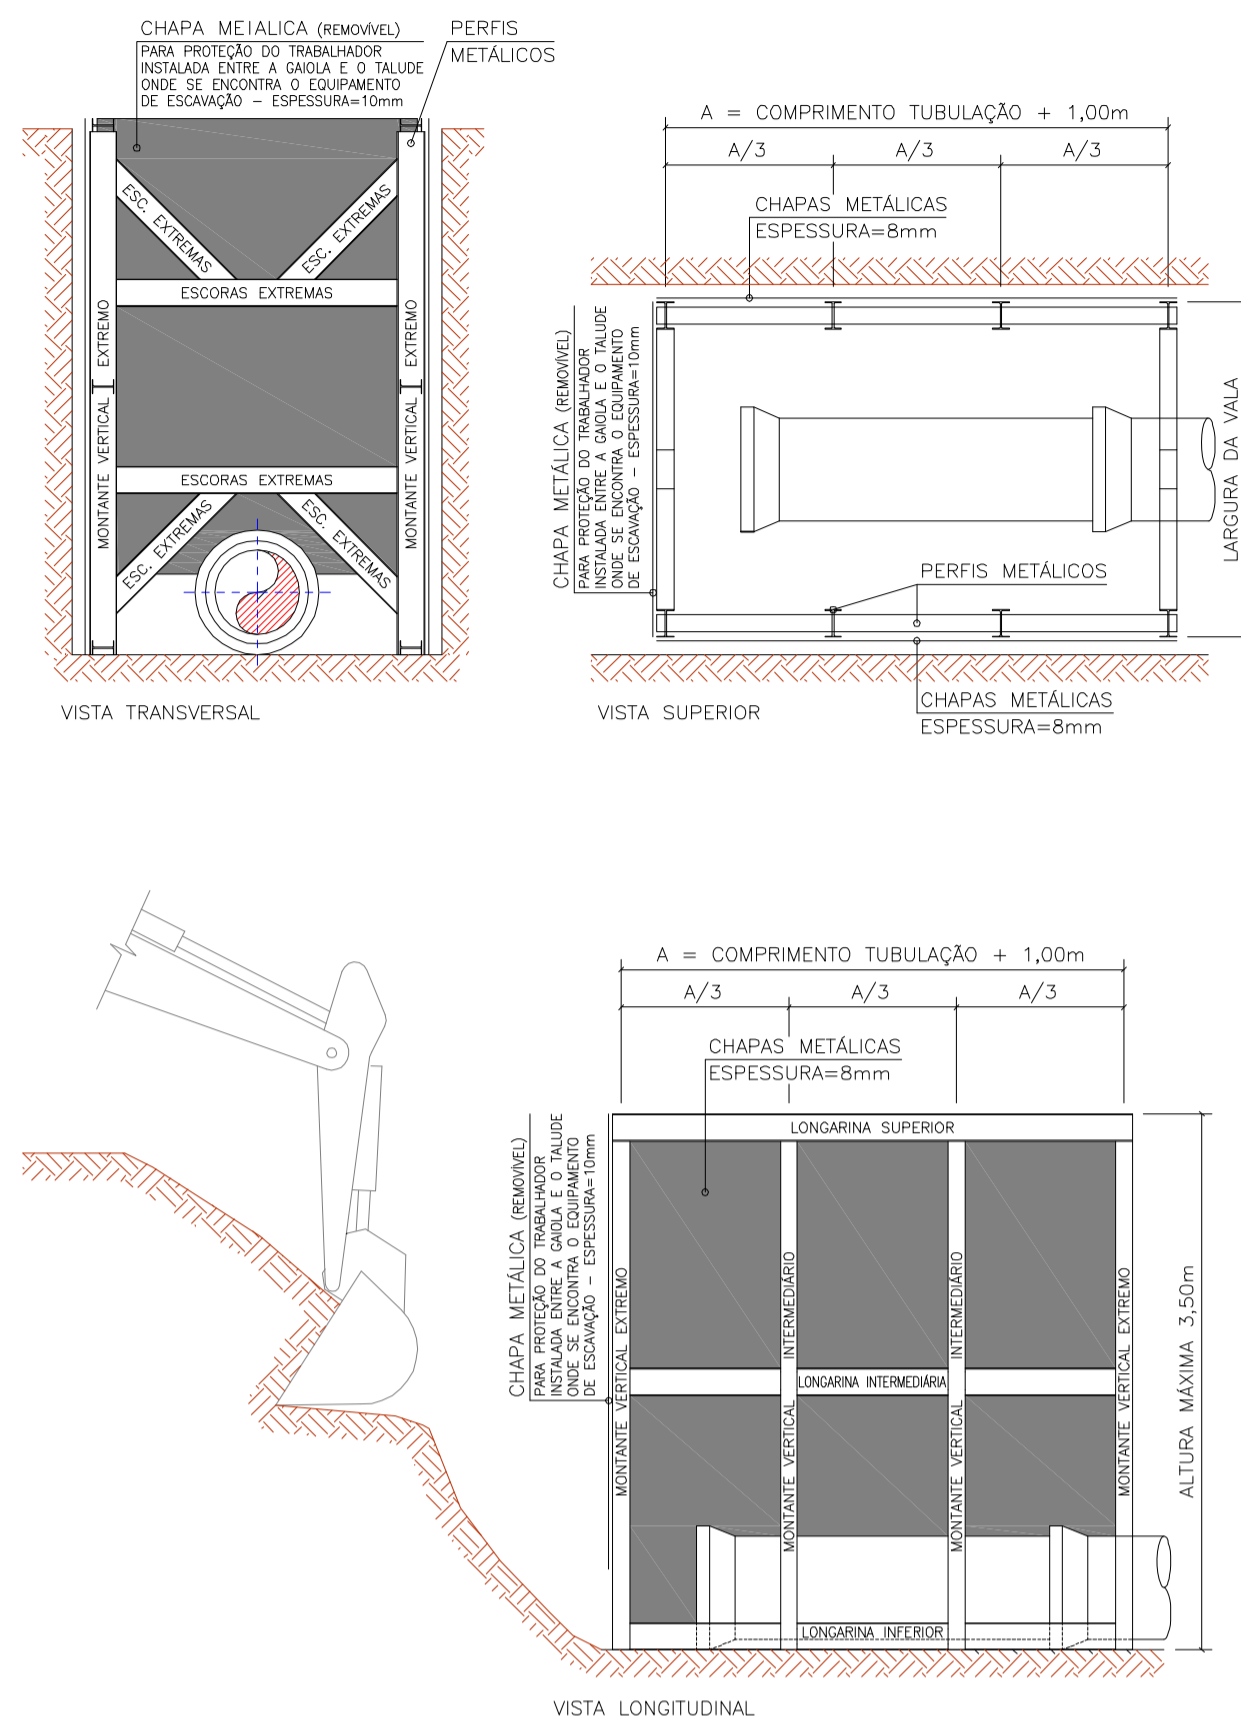 CHAPA MEIALICA (REMOVÍVEL)
PARA PROTEÇÃO DO TRABALHADOR
INSTALADA ENTRE A GAIOLA E O TALUDE
ONDE SE ENCONTRA O EQUIPAMENTO
DE ESCAVAÇÃO - ESPESSURA=10mm
PERFIS
METÁLICOS
ESC. EXTREMAS
ESC. EXTREMAS
ESCORAS EXTREMAS
MONTANTE VERTICAL EXTREMO
MONTANTE VERTICAL EXTREMO
ESCORAS EXTREMAS
ESC. EXTREMAS
ESC. EXTREMAS
VISTA TRANSVERSAL
A = COMPRIMENTO TUBULAÇÃO + 1,00m
A/3
A/3
A/3
CHAPAS METÁLICAS
ESPESSURA=8mm
CHAPA METÁLICA (REMOVÍVEL)
PARA PROTEÇÃO DO TRABALHADOR
INSTALADA ENTRE A GAIOLA E O TALUDE
ONDE SE ENCONTRA O EQUIPAMENTO
DE ESCAVAÇÃO - ESPESSURA=10mm
LARGURA DA VALA
PERFIS METÁLICOS
CHAPAS METÁLICAS
ESPESSURA=8mm
VISTA SUPERIOR
A = COMPRIMENTO TUBULAÇÃO + 1,00m
A/3
A/3
A/3
CHAPAS METÁLICAS
ESPESSURA=8mm
CHAPA METÁLICA (REMOVÍVEL)
PARA PROTEÇÃO DO TRABALHADOR
INSTALADA ENTRE A GAIOLA E O TALUDE
ONDE SE ENCONTRA O EQUIPAMENTO
DE ESCAVAÇÃO - ESPESSURA=10mm
LONGARINA SUPERIOR
MONTANTE VERTICAL EXTREMO
MONTANTE VERTICAL INTERMEDIÁRIO
MONTANTE VERTICAL INTERMEDIÁRIO
MONTANTE VERTICAL EXTREMO
LONGARINA INTERMEDIÁRIA
LONGARINA INFERIOR
ALTURA MÁXIMA 3,50m
VISTA LONGITUDINAL